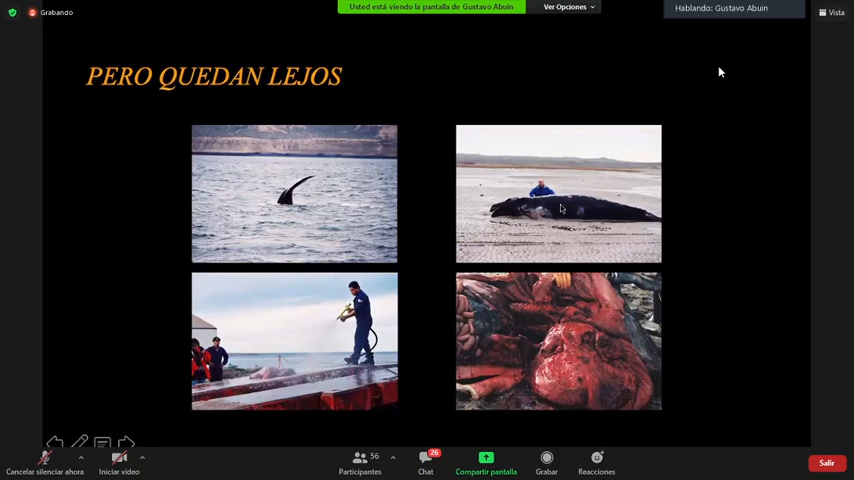 Grabando
Usted está viendo la pantalla de Gustavo Abuin
Ver Opciones
Hablando: Gustavo Abuin
Vista
PERO QUEDAN LEJOS
Cancelar silenciar ahora
Iniciar video
56
Participantes
26
Chat
Compartir pantalla
Grabar
Reacciones
Salir